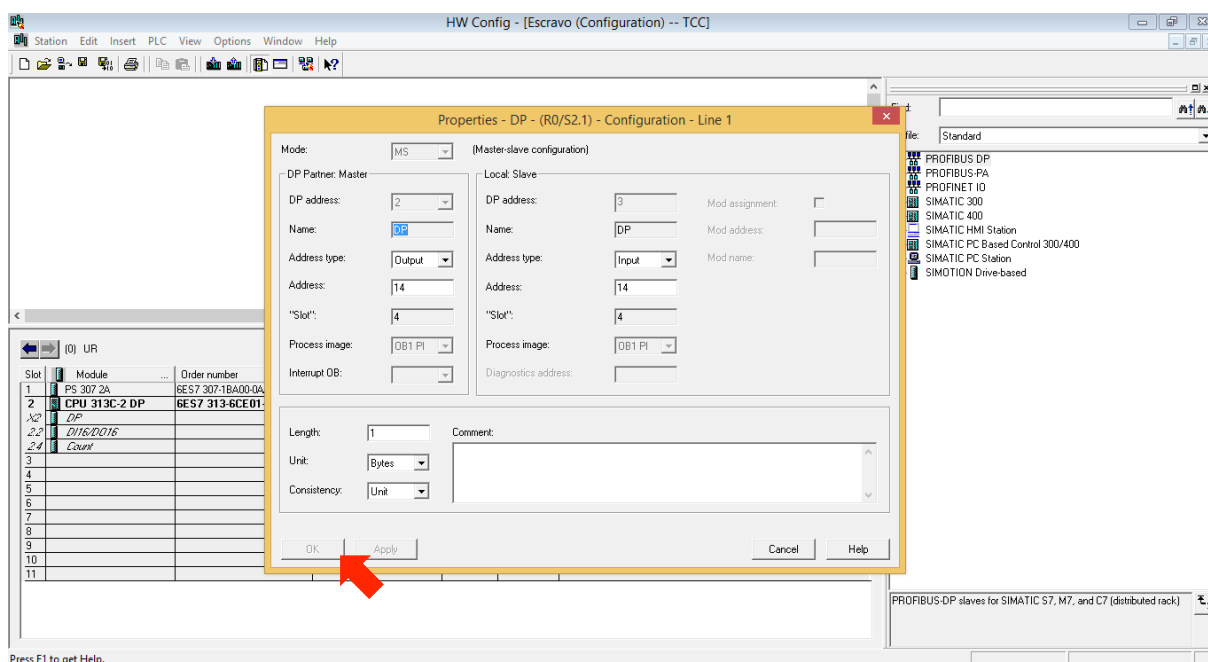 HW Config - [Escravo (Configuration) -- TCC]
Station Edit Insert PLC View Options Window Help
Properties - DP - (R0/S2.1) - Configuration - Line 1
Mode: MS (Master-slave configuration)
DP Partner: Master Local: Slave
DP address: 2 DP address: 3 Mod assignment:
Name: DP Name: DP Mod address:
Address type: Output Address type: Input Mod name:
Address: 14 Address: 14
"Slot": 4 "Slot": 4
Process image: OB1 PI Process image: OB1 PI
Interrupt OB: Diagnostics address:
Length: 1 Comment:
Unit: Bytes
Consistency: Unit
OK Apply Cancel Help
Standard
PROFIBUS DP
PROFIBUS-PA
PROFINET IO
SIMATIC 300
SIMATIC 400
SIMATIC HMI Station
SIMATIC PC Based Control 300/400
SIMATIC PC Station
SIMOTION Drive-based
(0) UR
Slot Module ... Order number
1 PS 307 2A 6ES7 307-1BA00-0A
2 CPU 313C-2 DP 6ES7 313-6CE01-
X2 DP
2.2 DI16/DO16
2.4 Count
3
4
5
6
7
8
9
10
11
PROFIBUS-DP slaves for SIMATIC S7, M7, and C7 (distributed rack)
Press F1 to get Help.